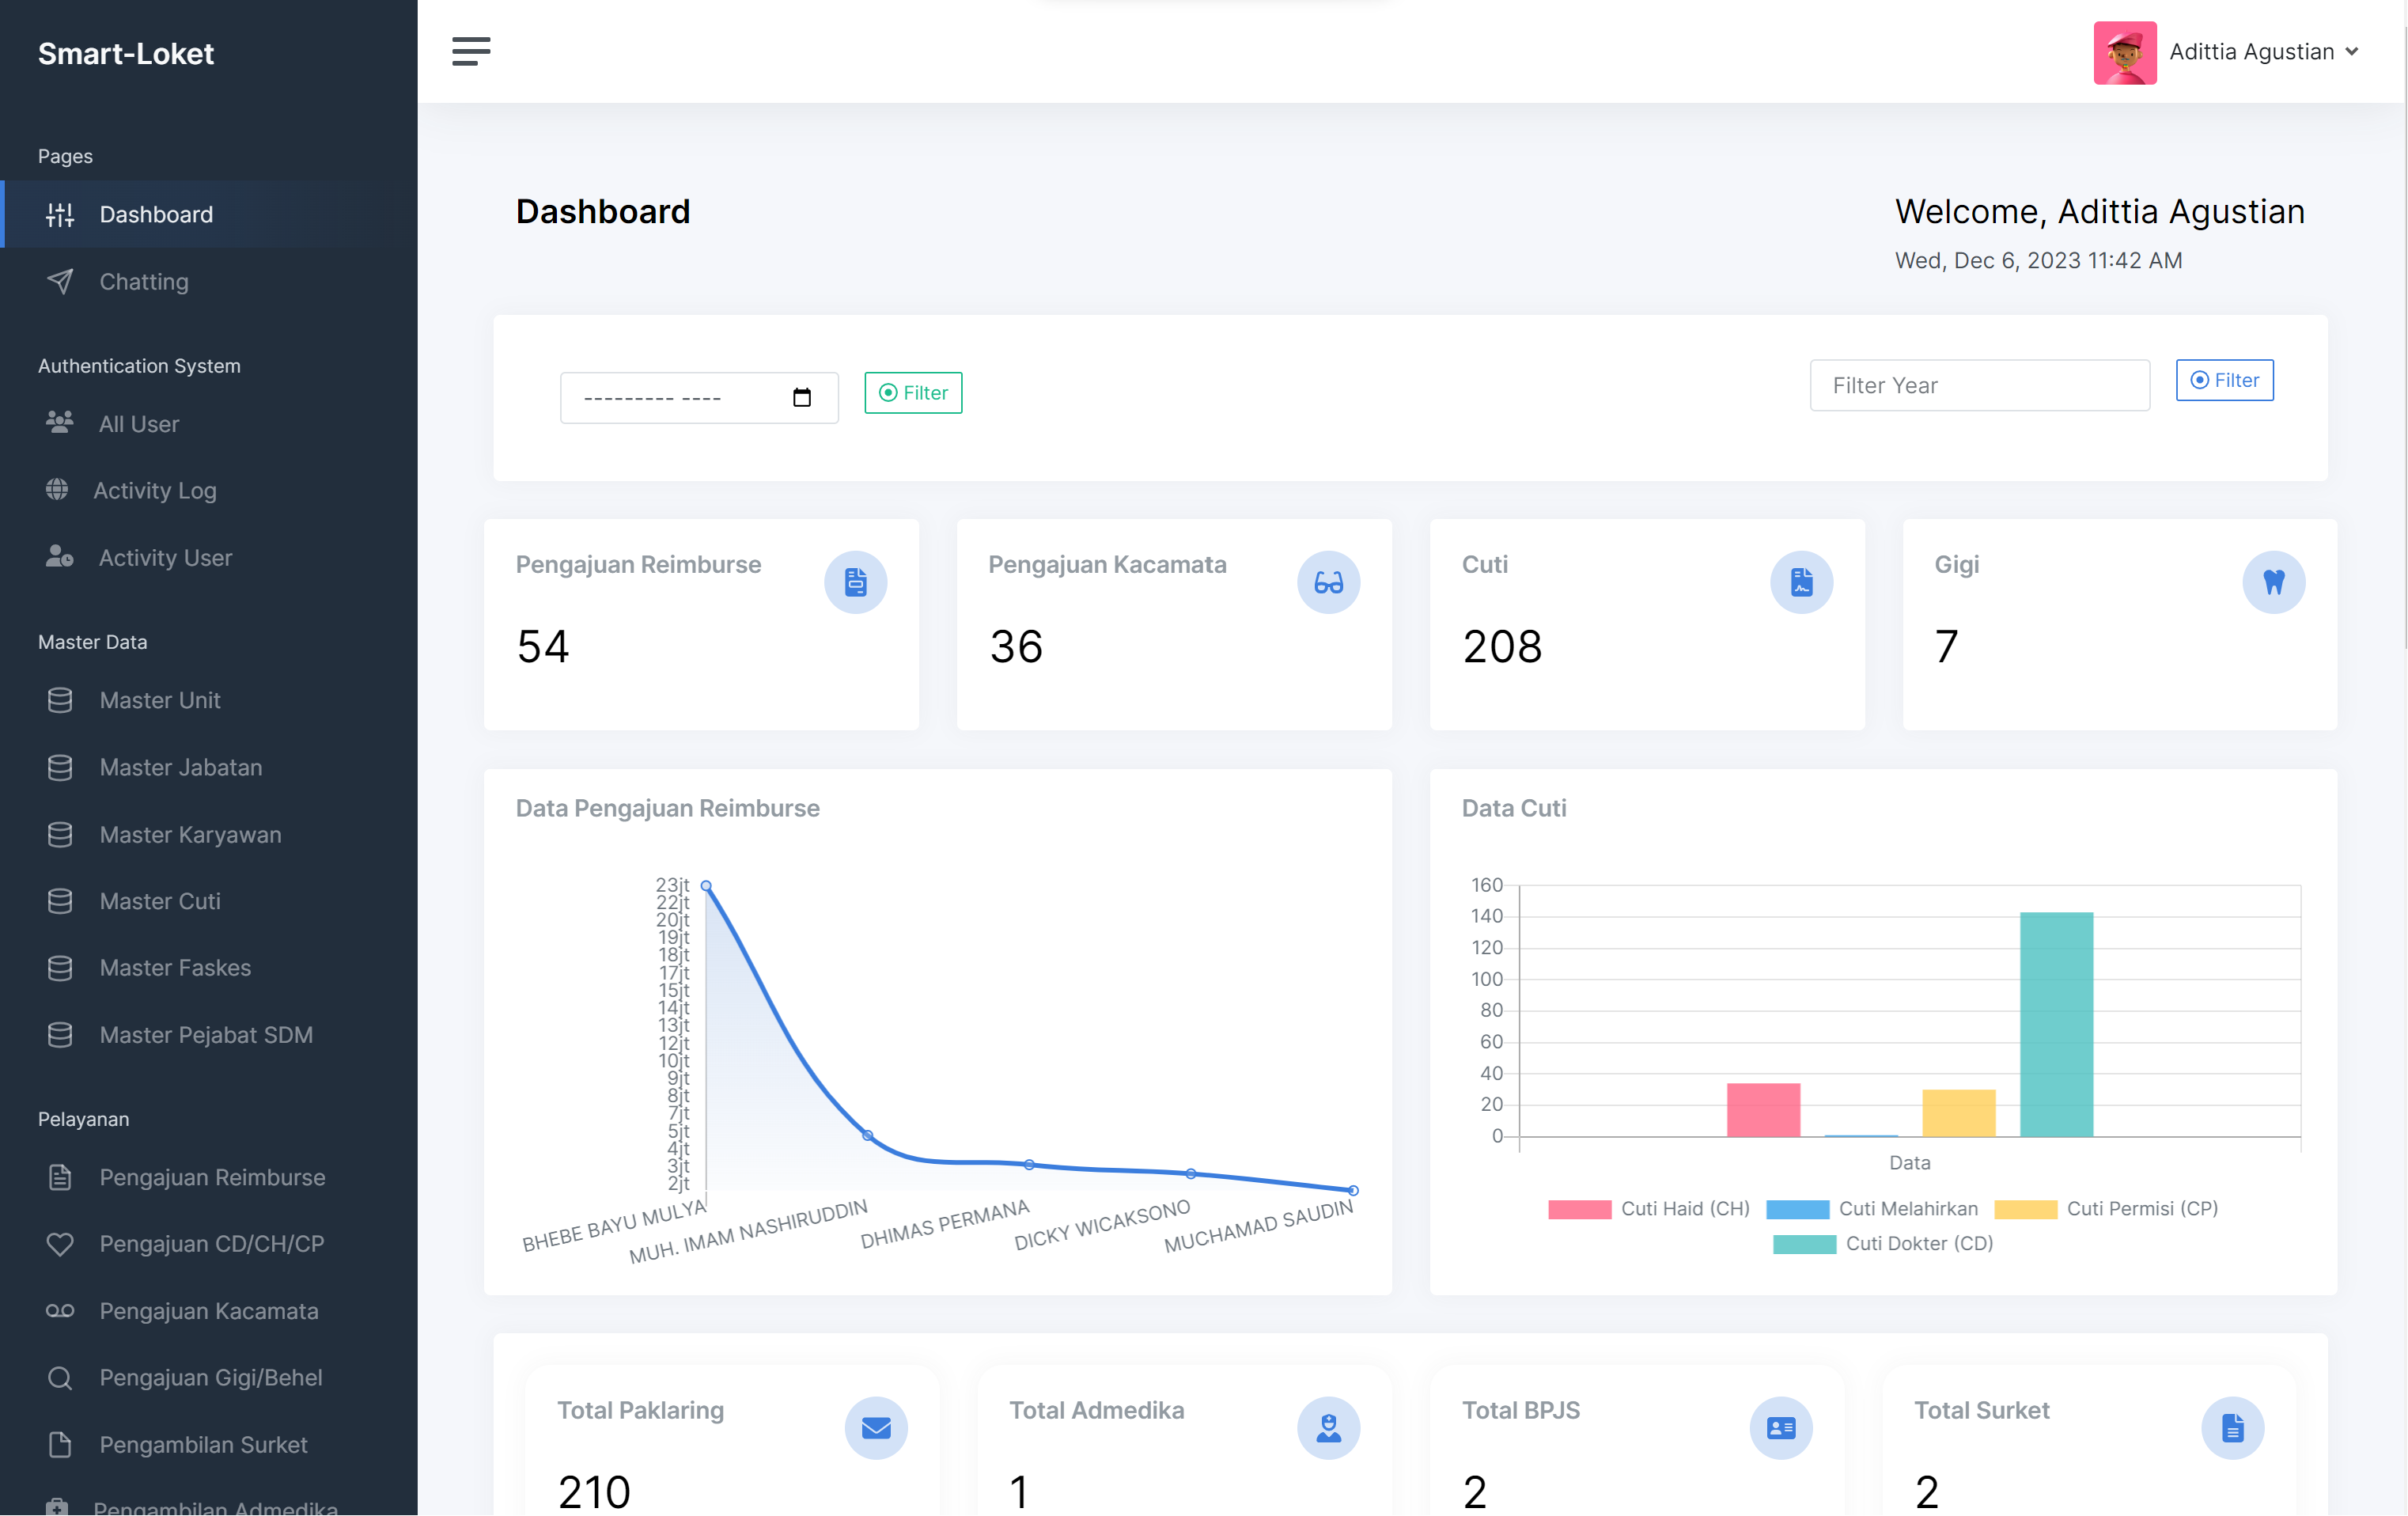 Smart-Loket
Pages
Dashboard
Chatting
Authentication System
All User
Activity Log
Activity User
Master Data
Master Unit
Master Jabatan
Master Karyawan
Master Cuti
Master Faskes
Master Pejabat SDM
Pelayanan
Pengajuan Reimburse
Pengajuan CD/CH/CP
Pengajuan Kacamata
Pengajuan Gigi/Behel
Pengambilan Surket
Pengambilan Admedika
Adittia Agustian
Dashboard
Welcome, Adittia Agustian
Wed, Dec 6, 2023 11:42 AM
--------- ----
Filter
Filter Year
Filter
Pengajuan Reimburse
54
Pengajuan Kacamata
36
Cuti
208
Gigi
7
Data Pengajuan Reimburse
23jt
22jt
20jt
19jt
18jt
17jt
15jt
14jt
13jt
12jt
10jt
9jt
8jt
7jt
5jt
4jt
3jt
2jt
BHEBE BAYU MULYA
MUH. IMAM NASHIRUDDIN
DHIMAS PERMANA
DICKY WICAKSONO
MUCHAMAD SAUDIN
Data Cuti
160
140
120
100
80
60
40
20
0
Data
Cuti Haid (CH) Cuti Melahirkan Cuti Permisi (CP)
Cuti Dokter (CD)
Total Paklaring
210
Total Admedika
1
Total BPJS
2
Total Surket
2